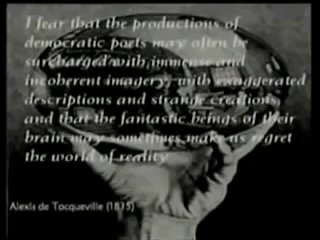 I fear that the productions of
democratic poets may often be
surcharged with immense and
incoherent imagery, with exaggerated
descriptions and strange creations,
and that the fantastic beings of their
brain may sometimes make us regret
the world of reality
Alexis de Tocqueville (1835)